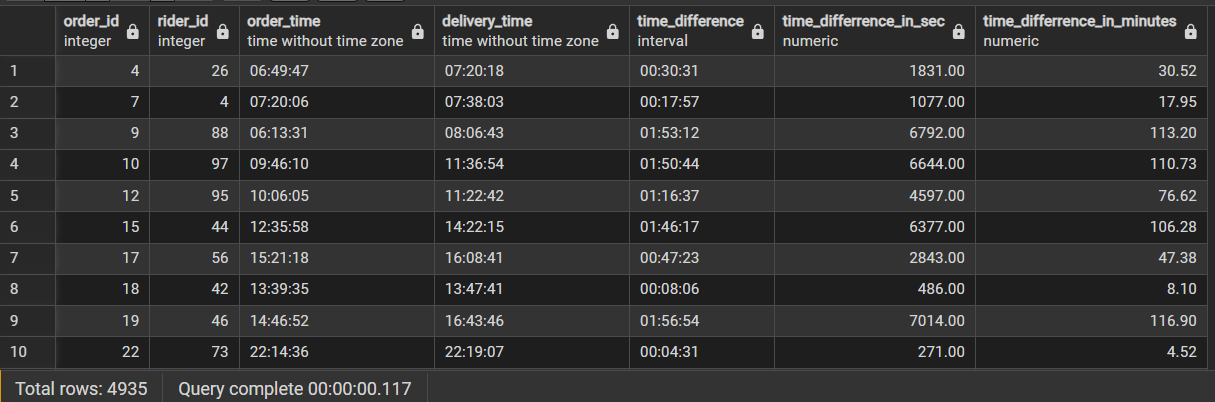 order_id rider_id order_time delivery_time time_difference time_differrence_in_sec time_differrence_in_minutes
integer integer time without time zone time without time zone interval numeric numeric
1 4 26 06:49:47 07:20:18 00:30:31 1831.00 30.52
2 7 4 07:20:06 07:38:03 00:17:57 1077.00 17.95
3 9 88 06:13:31 08:06:43 01:53:12 6792.00 113.20
4 10 97 09:46:10 11:36:54 01:50:44 6644.00 110.73
5 12 95 10:06:05 11:22:42 01:16:37 4597.00 76.62
6 15 44 12:35:58 14:22:15 01:46:17 6377.00 106.28
7 17 56 15:21:18 16:08:41 00:47:23 2843.00 47.38
8 18 42 13:39:35 13:47:41 00:08:06 486.00 8.10
9 19 46 14:46:52 16:43:46 01:56:54 7014.00 116.90
10 22 73 22:14:36 22:19:07 00:04:31 271.00 4.52
Total rows: 4935 Query complete 00:00:00.117